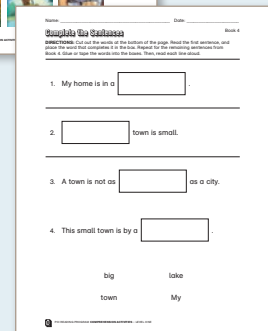 Name: Date:
Complete the Sentences
Book 4
DIRECTIONS: Cut out the words at the bottom of the page. Read the first sentence, and
place the word that completes it in the box. Repeat for the remaining sentences from
Book 4. Glue or tape the words into the boxes. Then, read each line aloud.
1. My home is in a .
2. town is small.
3. A town is not as as a city.
4. This small town is by a .
big lake
town My